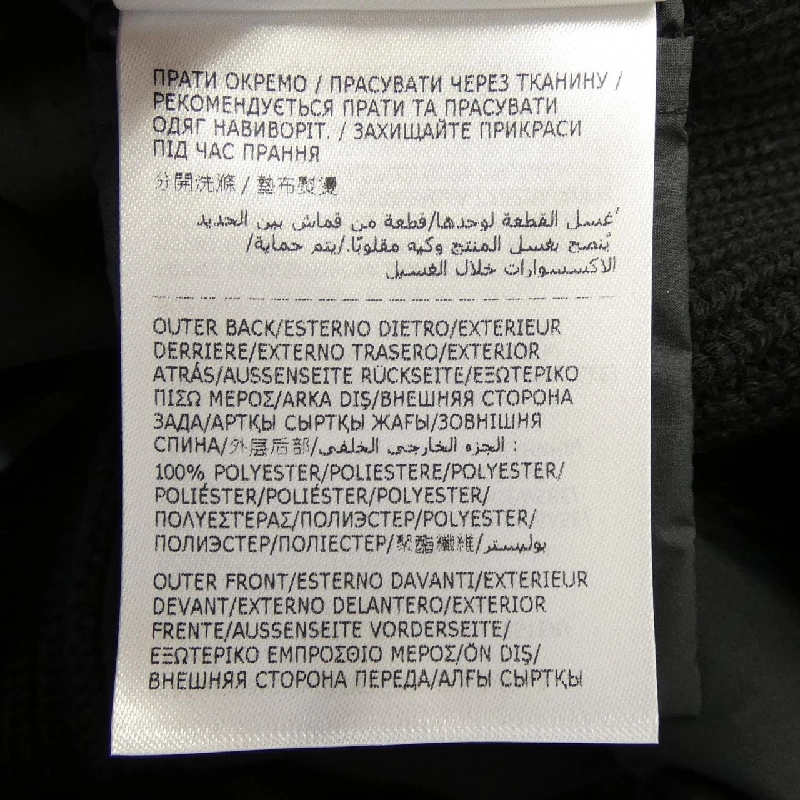 ПРАТИ ОКРЕМО / ПРАСУВАТИ ЧЕРЕЗ ТКАНИНУ /
РЕКОМЕНДУЄТЬСЯ ПРАТИ ТА ПРАСУВАТИ
ОДЯГ НАВИВОРІТ. / ЗАХИЩАЙТЕ ПРИКРАСИ
ПІД ЧАС ПРАННЯ
分開洗滌 / 墊布熨燙
غسل القطعة لوحدها/قطعة من قماش بين الحديد
يُنصح بغسل المنتج وكيه مقلوبًا./يتم حماية/
الاكسسوارات خلال الغسيل
OUTER BACK/ESTERNO DIETRO/EXTERIEUR
DERRIERE/EXTERNO TRASERO/EXTERIOR
ATRÁS/AUSSENSEITE RÜCKSEITE/ΕΞΩΤΕΡΙΚΟ
ΠΙΣΩ ΜΕΡΟΣ/ARKA DIŞ/ВНЕШНЯЯ СТОРОНА
ЗАДА/АРТҚЫ СЫРТҚЫ ЖАҒЫ/ЗОВНІШНЯ
СПИНА/外层后部/الجزء الخارجي الخلفي :
100% POLYESTER/POLIESTERE/POLYESTER/
POLIÉSTER/POLIÉSTER/POLYESTER/
ΠΟΛΥΕΣΤΕΡΑΣ/ПОЛИЭСТЕР/POLYESTER/
ПОЛИЭСТЕР/ПОЛІЕСТЕР/聚酯纖維/بوليستر
OUTER FRONT/ESTERNO DAVANTI/EXTERIEUR
DEVANT/EXTERNO DELANTERO/EXTERIOR
FRENTE/AUSSENSEITE VORDERSEITE/
ΕΞΩΤΕΡΙΚΟ ΕΜΠΡΟΣΘΙΟ ΜΕΡΟΣ/ÖN DIŞ/
ВНЕШНЯЯ СТОРОНА ПЕРЕДА/АЛҒЫ СЫРТҚЫ